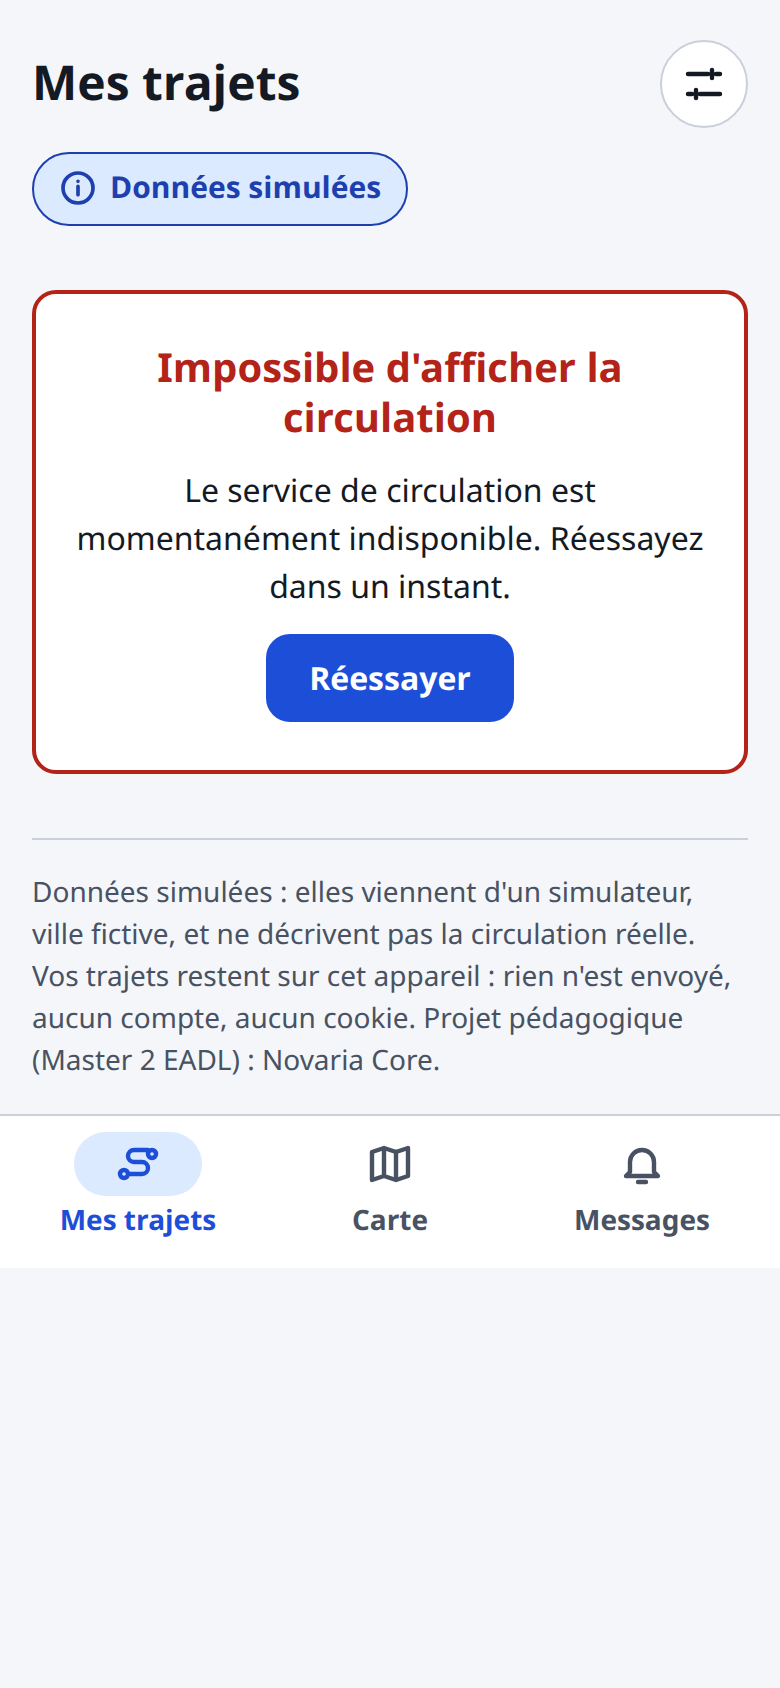 Mes trajets
Données simulées
Impossible d'afficher la
circulation
Le service de circulation est
momentanément indisponible. Réessayez
dans un instant.
Réessayer
Données simulées : elles viennent d'un simulateur,
ville fictive, et ne décrivent pas la circulation réelle.
Vos trajets restent sur cet appareil : rien n'est envoyé,
aucun compte, aucun cookie. Projet pédagogique
(Master 2 EADL) : Novaria Core.
Mes trajets
Carte
Messages